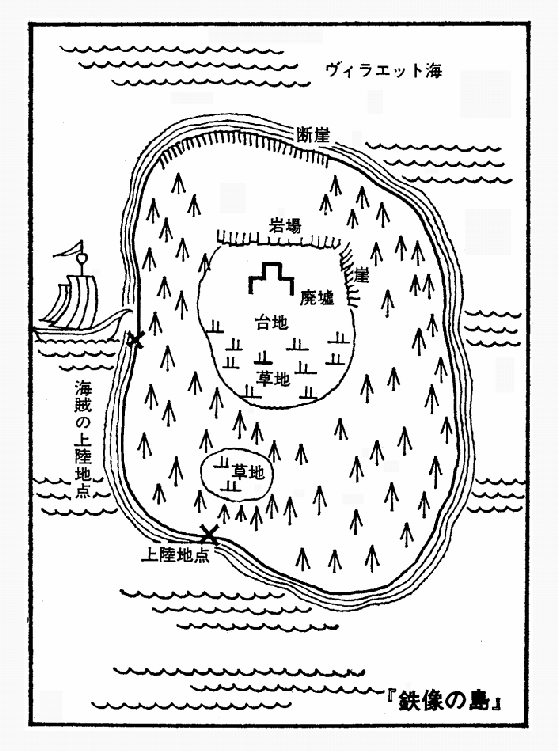 ヴィラエット海
断崖
岩場
崖
廃墟
台地
草地
海賊の上陸地点
草地
上陸地点
『鉄像の島』